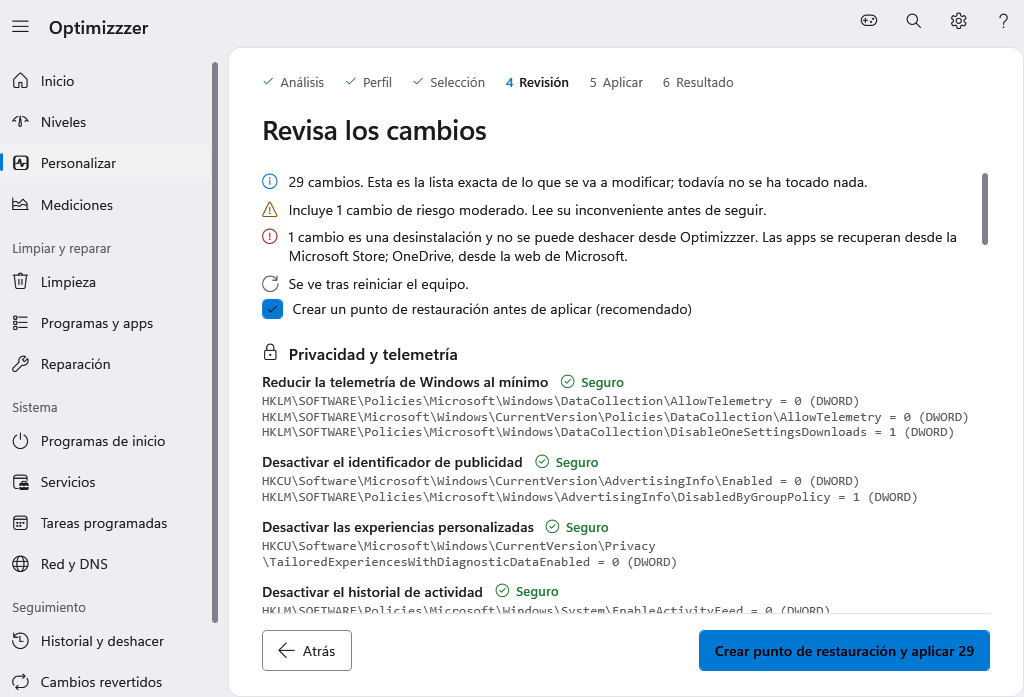 Optimizzzer
Inicio
Niveles
Personalizar
Mediciones
Limpiar y reparar
Limpieza
Programas y apps
Reparación
Sistema
Programas de inicio
Servicios
Tareas programadas
Red y DNS
Seguimiento
Historial y deshacer
Cambios revertidos
Análisis Perfil Selección 4 Revisión 5 Aplicar 6 Resultado
Revisa los cambios
29 cambios. Esta es la lista exacta de lo que se va a modificar; todavía no se ha tocado nada.
Incluye 1 cambio de riesgo moderado. Lee su inconveniente antes de seguir.
1 cambio es una desinstalación y no se puede deshacer desde Optimizzzer. Las apps se recuperan desde la
Microsoft Store; OneDrive, desde la web de Microsoft.
Se ve tras reiniciar el equipo.
Crear un punto de restauración antes de aplicar (recomendado)
Privacidad y telemetría
Reducir la telemetría de Windows al mínimo Seguro
HKLM\SOFTWARE\Policies\Microsoft\Windows\DataCollection\AllowTelemetry = 0 (DWORD)
HKLM\SOFTWARE\Microsoft\Windows\CurrentVersion\Policies\DataCollection\AllowTelemetry = 0 (DWORD)
HKLM\SOFTWARE\Policies\Microsoft\Windows\DataCollection\DisableOneSettingsDownloads = 1 (DWORD)
Desactivar el identificador de publicidad Seguro
HKCU\Software\Microsoft\Windows\CurrentVersion\AdvertisingInfo\Enabled = 0 (DWORD)
HKLM\SOFTWARE\Policies\Microsoft\Windows\AdvertisingInfo\DisabledByGroupPolicy = 1 (DWORD)
Desactivar las experiencias personalizadas Seguro
HKCU\Software\Microsoft\Windows\CurrentVersion\Privacy
\TailoredExperiencesWithDiagnosticDataEnabled = 0 (DWORD)
Desactivar el historial de actividad Seguro
HKLM\SOFTWARE\Policies\Microsoft\Windows\System\EnableActivityFeed = 0 (DWORD)
Atrás
Crear punto de restauración y aplicar 29